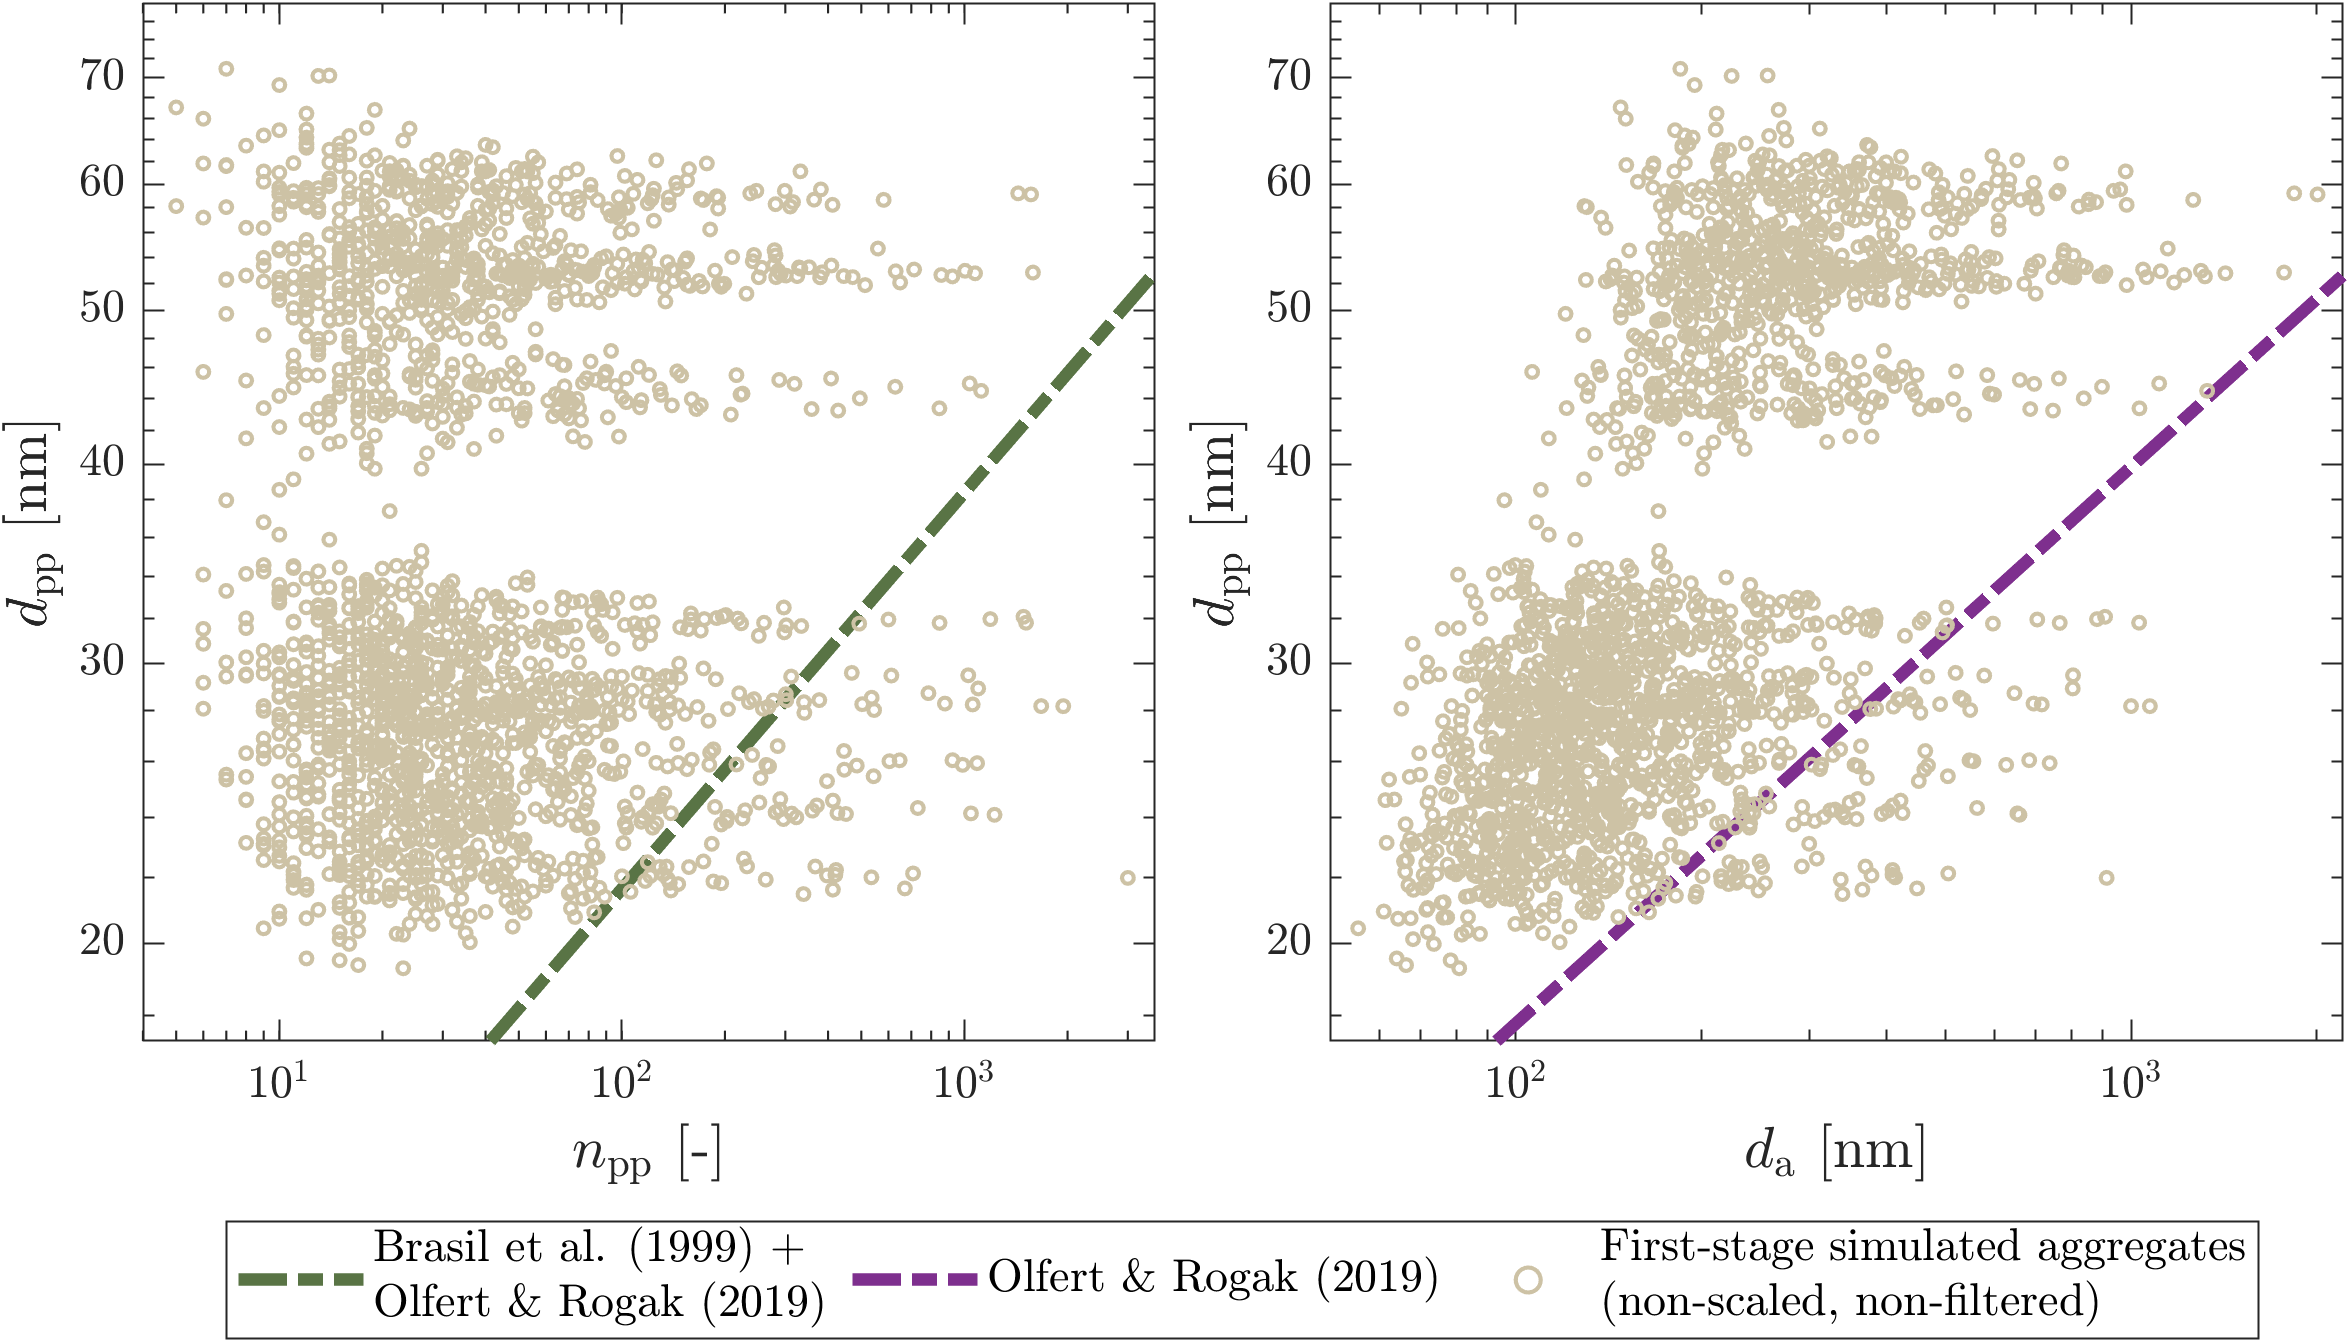 70
60
50
40
30
20
d_pp [nm]
10^1
10^2
10^3
n_pp [-]
70
60
50
40
30
20
d_pp [nm]
10^2
10^3
d_a [nm]
Brasil et al. (1999) +
Olfert & Rogak (2019)
Olfert & Rogak (2019)
First-stage simulated aggregates
(non-scaled, non-filtered)